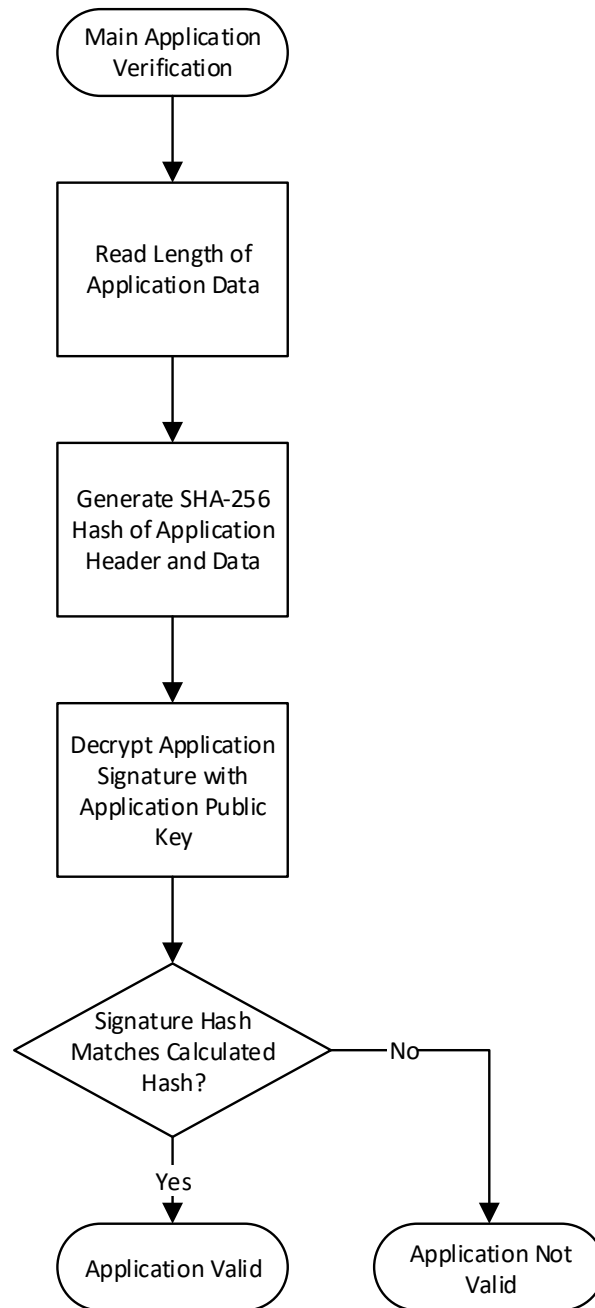 Main Application
Verification
Read Length of
Application Data
Generate SHA-256
Hash of Application
Header and Data
Decrypt Application
Signature with
Application Public
Key
Signature Hash
Matches Calculated
Hash?
No
Yes
Application Valid
Application Not
Valid